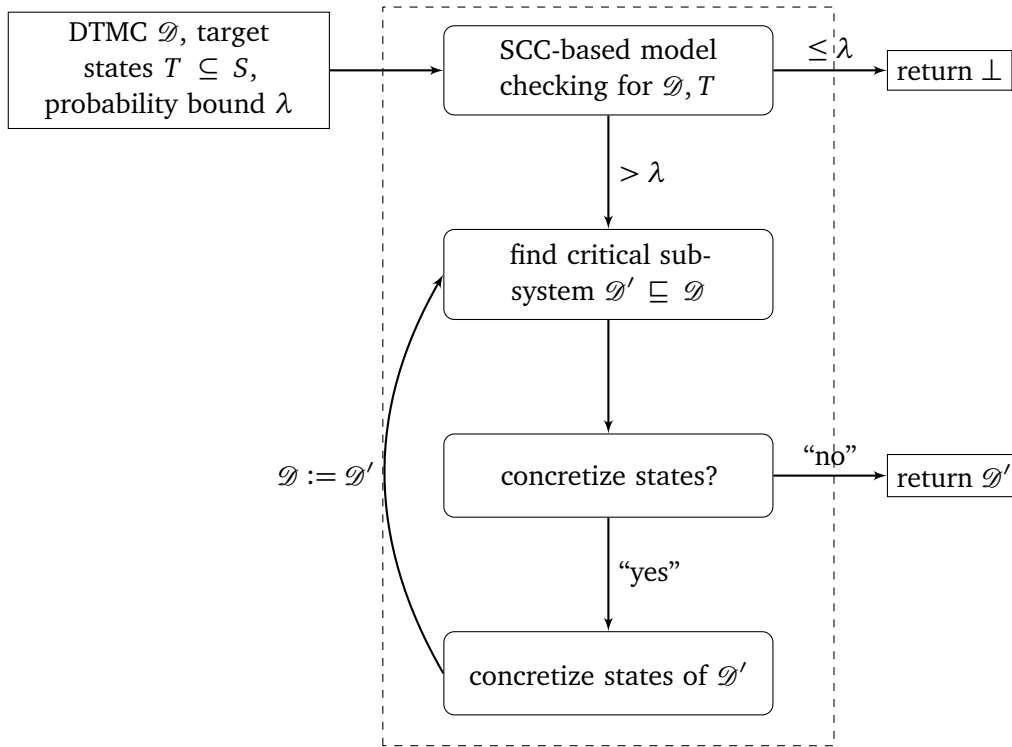 DTMC 𝒟, target
states T ⊆ S,
probability bound λ
SCC-based model
checking for 𝒟, T
≤ λ
return ⊥
> λ
find critical sub-
system 𝒟′ ⊑ 𝒟
𝒟 := 𝒟′
concretize states?
“no”
return 𝒟′
“yes”
concretize states of 𝒟′